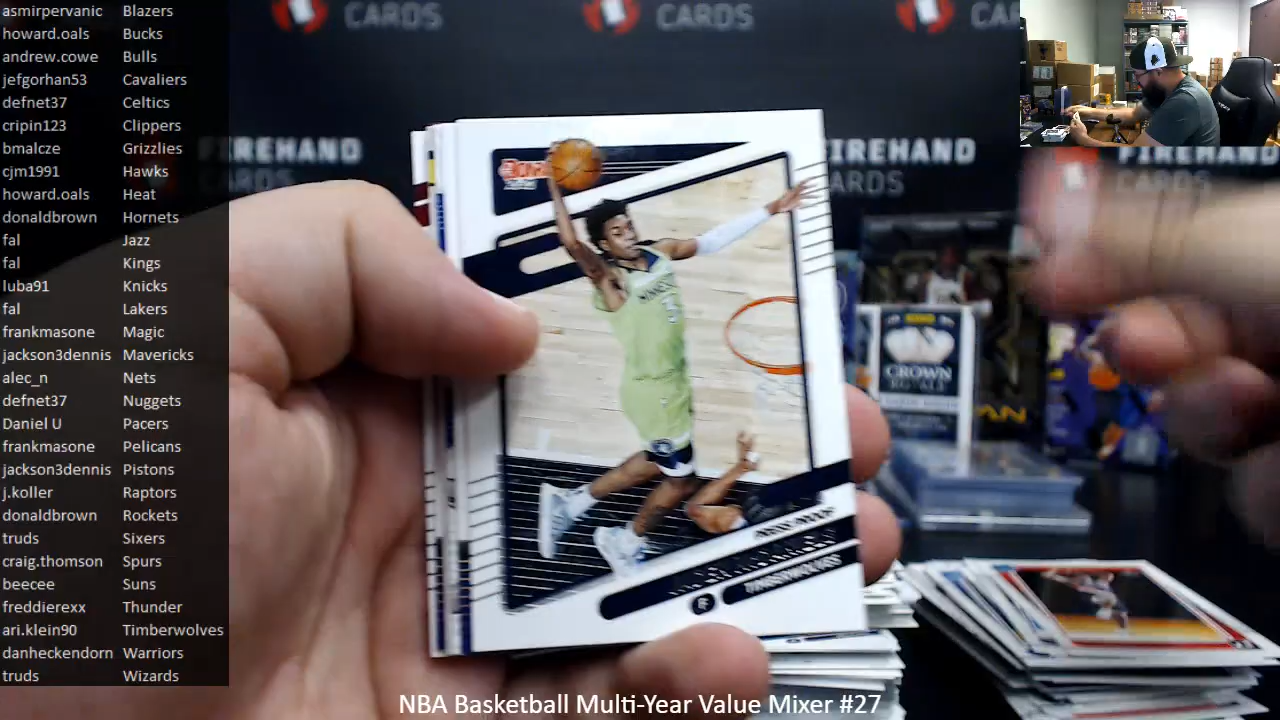 asmirpervanic Blazers
howard.oals Bucks
andrew.cowe Bulls
jefgorhan53 Cavaliers
defnet37 Celtics
cripin123 Clippers
bmalcze Grizzlies
cjm1991 Hawks
howard.oals Heat
donaldbrown Hornets
fal Jazz
fal Kings
luba91 Knicks
fal Lakers
frankmasone Magic
jackson3dennis Mavericks
alec_n Nets
defnet37 Nuggets
Daniel U Pacers
frankmasone Pelicans
jackson3dennis Pistons
j.koller Raptors
donaldbrown Rockets
truds Sixers
craig.thomson Spurs
beecee Suns
freddierexx Thunder
ari.klein90 Timberwolves
danheckendorn Warriors
truds Wizards
CARDS
CARDS
CA
FIREHAND
CARDS
FIREHAND
CARDS
FIREHAND
CARDS
CROWN
ROYALE
NBA Basketball Multi-Year Value Mixer #27